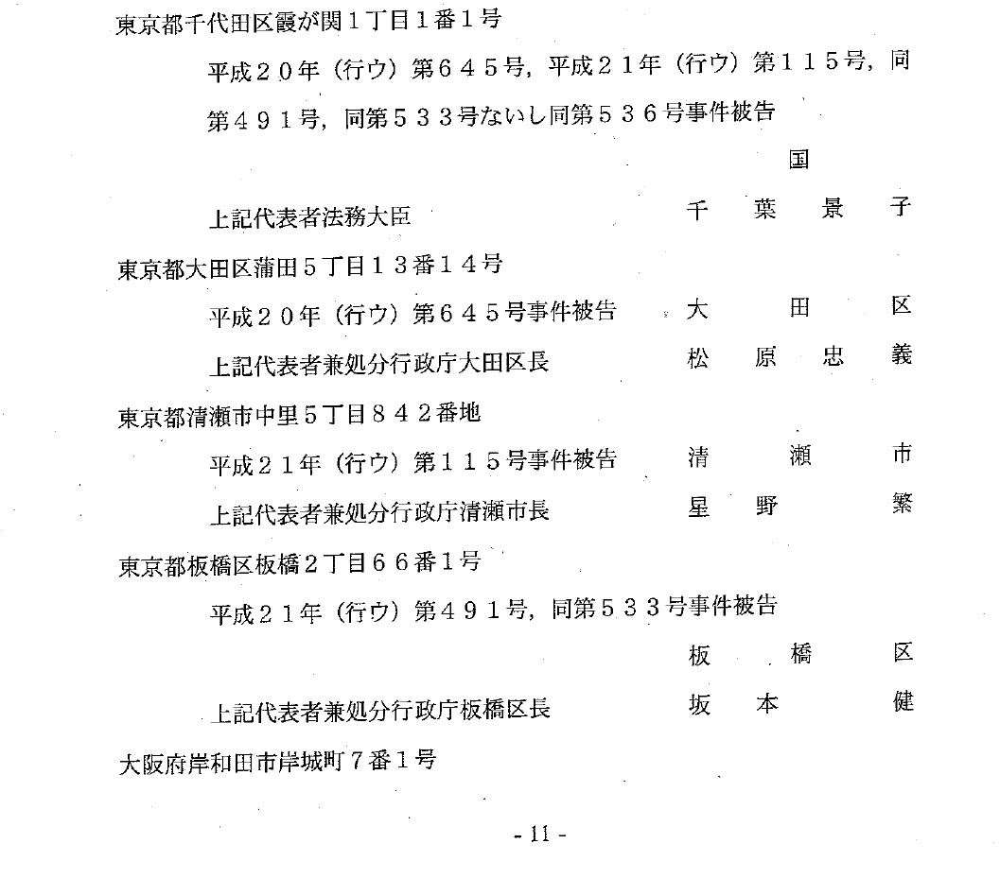 東京都千代田区霞が関１丁目１番１号
平成２０年（行ウ）第６４５号，平成２１年（行ウ）第１１５号，同
第４９１号，同第５３３号ないし同第５３６号事件被告
国
上記代表者法務大臣 千葉景子
東京都大田区蒲田５丁目１３番１４号
平成２０年（行ウ）第６４５号事件被告 大田区
上記代表者兼処分行政庁大田区長 松原忠義
東京都清瀬市中里５丁目８４２番地
平成２１年（行ウ）第１１５号事件被告 清瀬市
上記代表者兼処分行政庁清瀬市長 星野繁
東京都板橋区板橋２丁目６６番１号
平成２１年（行ウ）第４９１号，同第５３３号事件被告
板橋区
上記代表者兼処分行政庁板橋区長 坂本健
大阪府岸和田市岸城町７番１号
- 11 -